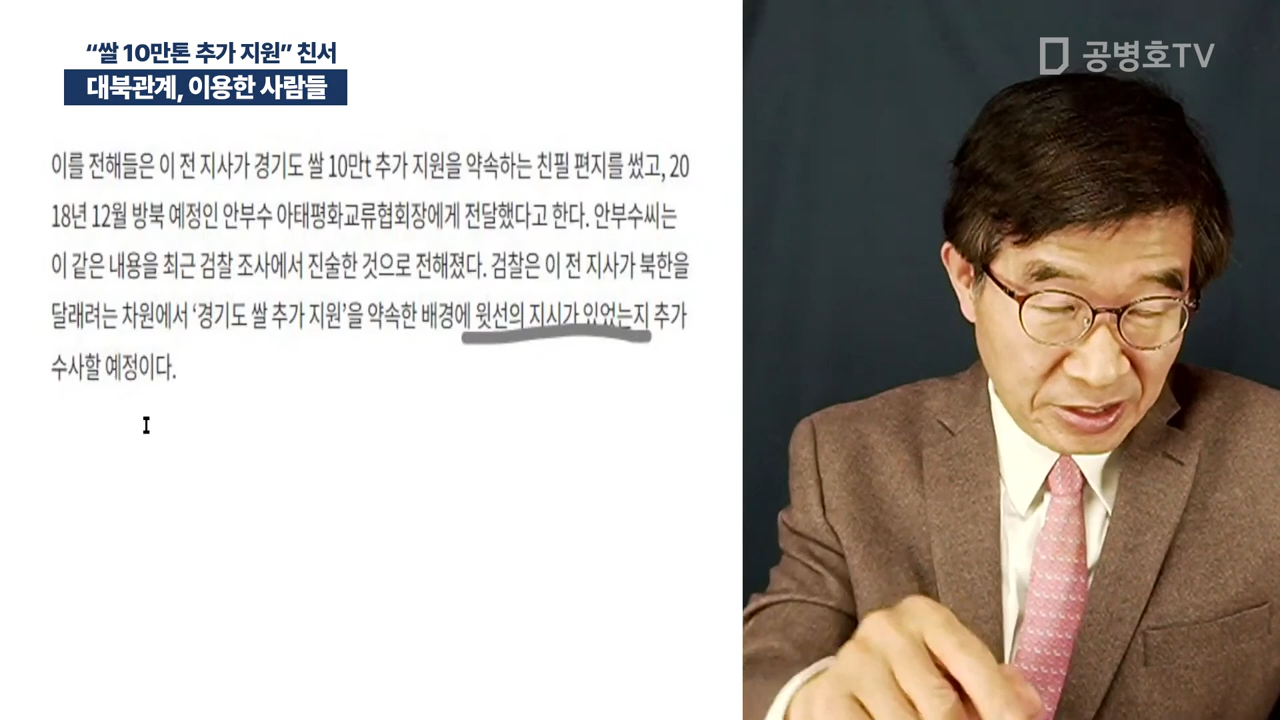 “쌀 10만톤 추가 지원” 친서
대북관계, 이용한 사람들
공병호TV
이를 전해들은 이 전 지사가 경기도 쌀 10만t 추가 지원을 약속하는 친필 편지를 썼고, 20
18년 12월 방북 예정인 안부수 아태평화교류협회장에게 전달했다고 한다. 안부수씨는
이 같은 내용을 최근 검찰 조사에서 진술한 것으로 전해졌다. 검찰은 이 전 지사가 북한을
달래려는 차원에서 ‘경기도 쌀 추가 지원’을 약속한 배경에 윗선의 지시가 있었는지 추가
수사할 예정이다.